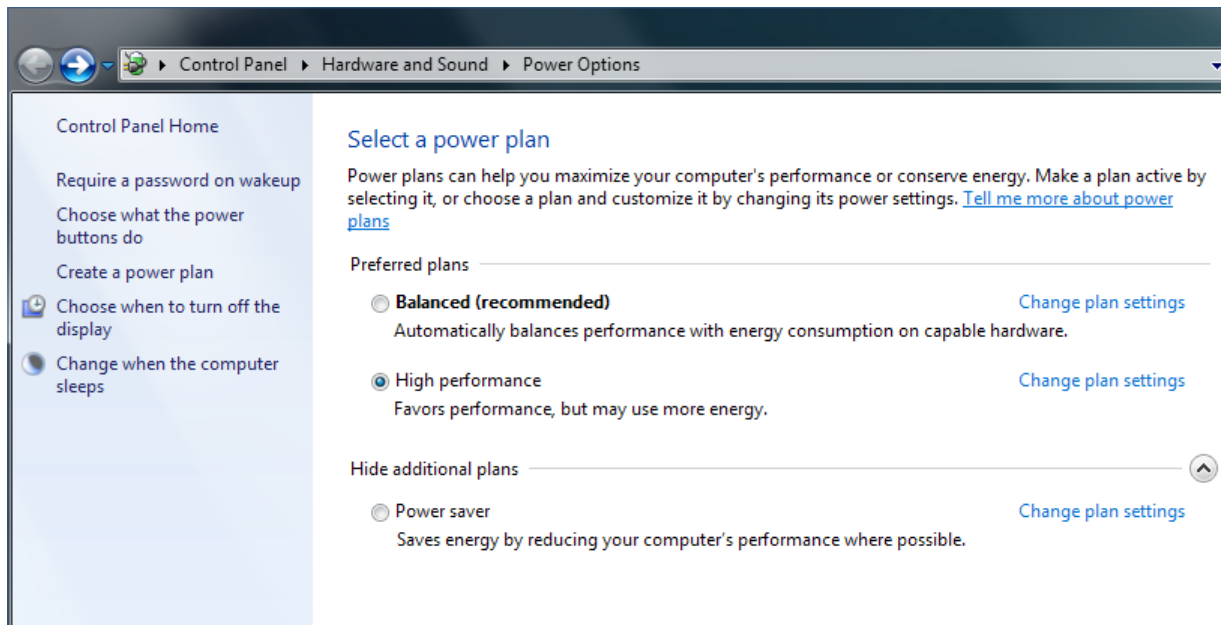 Control Panel Hardware and Sound Power Options
Control Panel Home
Require a password on wakeup
Choose what the power
buttons do
Create a power plan
Choose when to turn off the
display
Change when the computer
sleeps
Select a power plan
Power plans can help you maximize your computer's performance or conserve energy. Make a plan active by
selecting it, or choose a plan and customize it by changing its power settings. Tell me more about power
plans
Preferred plans
Balanced (recommended) Change plan settings
Automatically balances performance with energy consumption on capable hardware.
High performance Change plan settings
Favors performance, but may use more energy.
Hide additional plans
Power saver Change plan settings
Saves energy by reducing your computer's performance where possible.